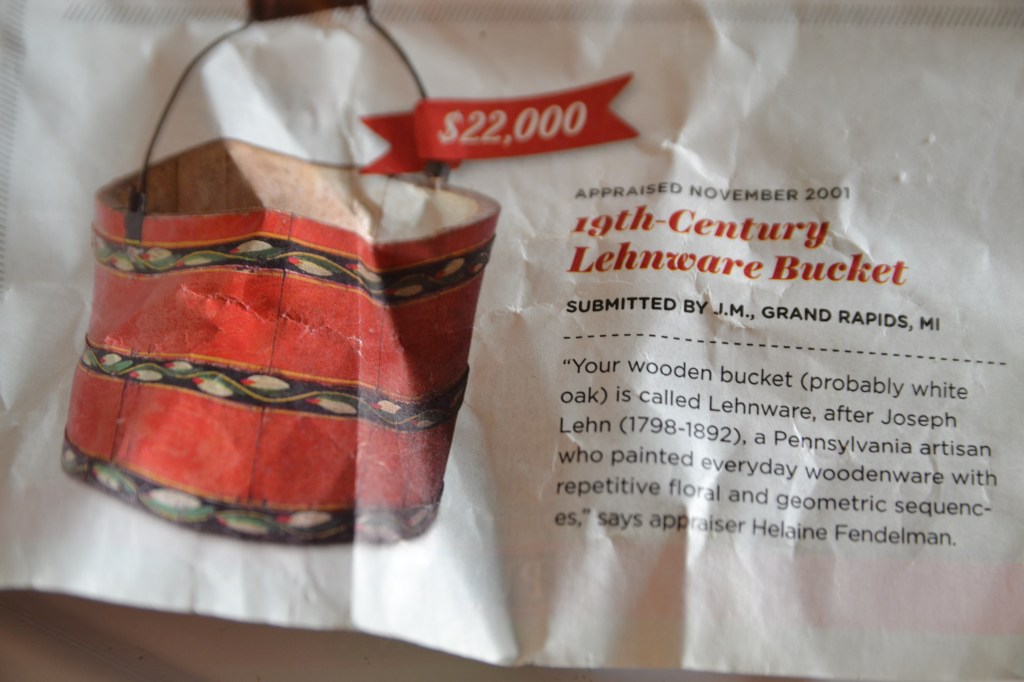 $22,000
APPRAISED NOVEMBER 2001
19th-Century
Lehnware Bucket
SUBMITTED BY J.M., GRAND RAPIDS, MI
“Your wooden bucket (probably white
oak) is called Lehnware, after Joseph
Lehn (1798-1892), a Pennsylvania artisan
who painted everyday woodenware with
repetitive floral and geometric sequenc-
es,” says appraiser Helaine Fendelman.